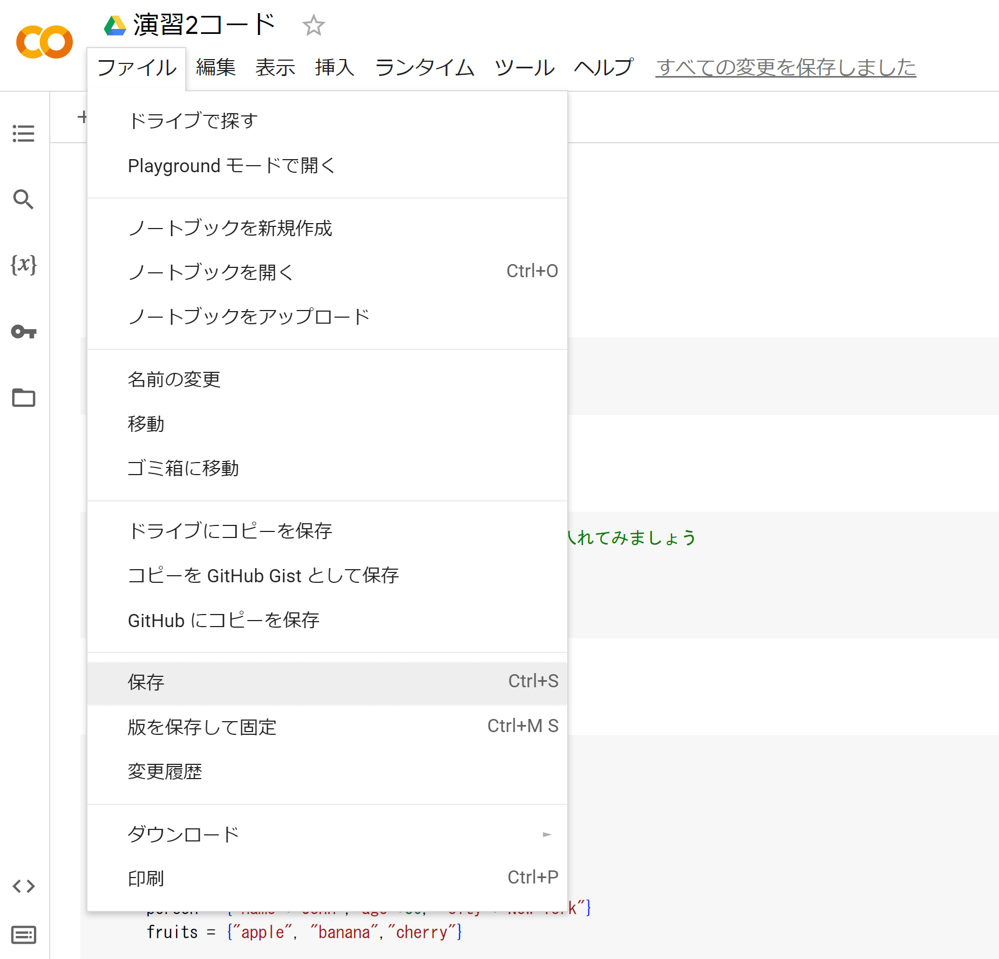 演習2コード
ファイル 編集 表示 挿入 ランタイム ツール ヘルプ すべての変更を保存しました
ドライブで探す
Playground モードで開く
ノートブックを新規作成
ノートブックを開く Ctrl+O
ノートブックをアップロード
名前の変更
移動
ゴミ箱に移動
ドライブにコピーを保存
入れてみましょう
コピーを GitHub Gist として保存
GitHub にコピーを保存
保存 Ctrl+S
版を保存して固定 Ctrl+M S
変更履歴
ダウンロード
印刷 Ctrl+P
fruits = {"apple", "banana","cherry"}